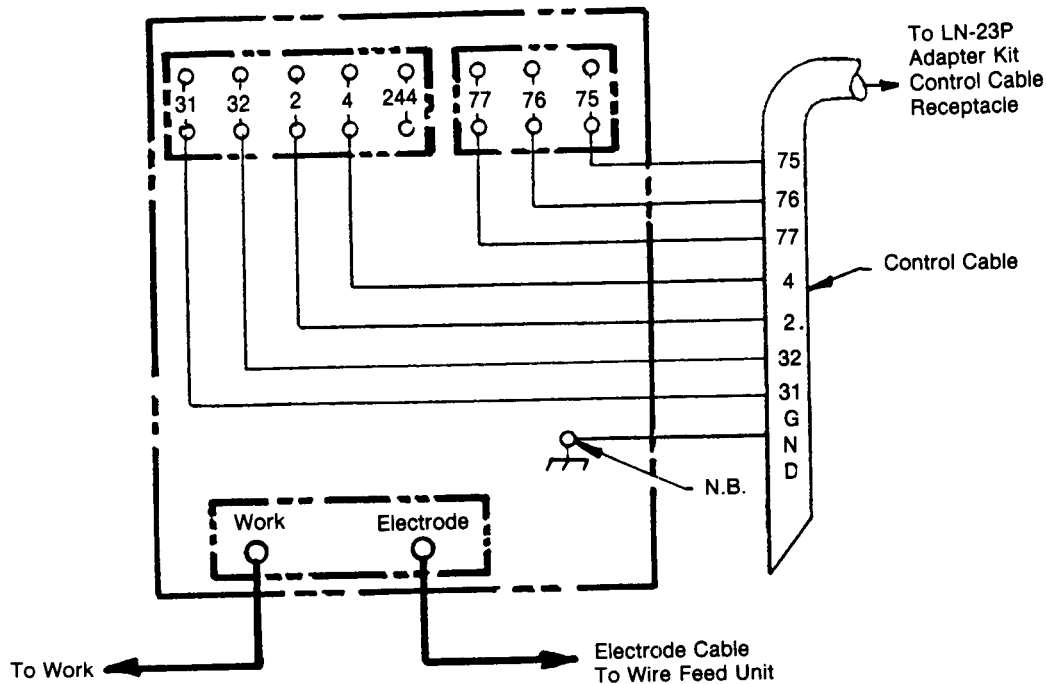 To LN-23P
Adapter Kit
Control Cable
Receptacle
31 32 2 4 244 77 76 75
75
76
77
4
Control Cable
2.
32
31
G
N
D
N.B.
Work Electrode
To Work
Electrode Cable
To Wire Feed Unit